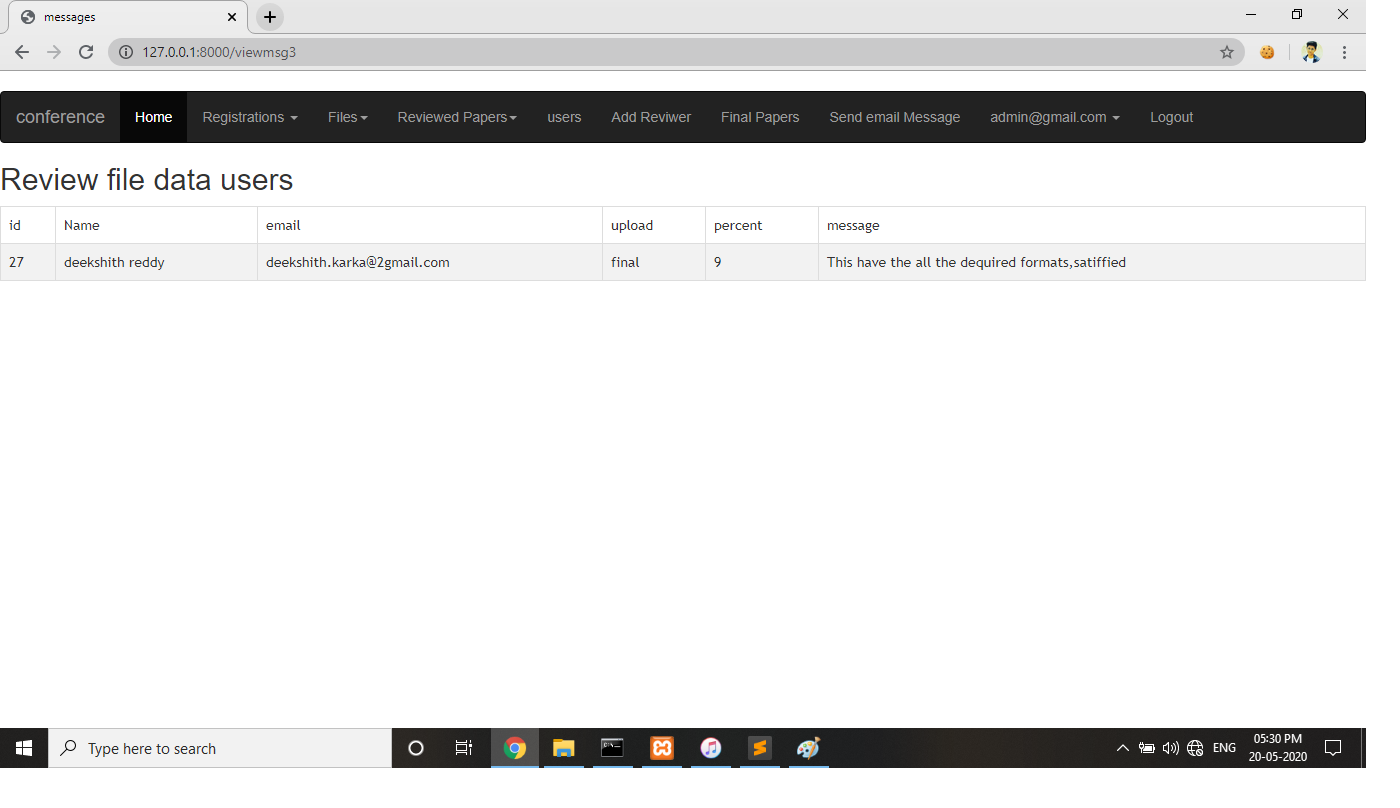 messages
127.0.0.1:8000/viewmsg3
conference Home Registrations Files Reviewed Papers users Add Reviwer Final Papers Send email Message admin@gmail.com Logout
Review file data users
id Name email upload percent message
27 deekshith reddy deekshith.karka@2gmail.com final 9 This have the all the dequired formats,satiffied
Type here to search
ENG
05:30 PM
20-05-2020